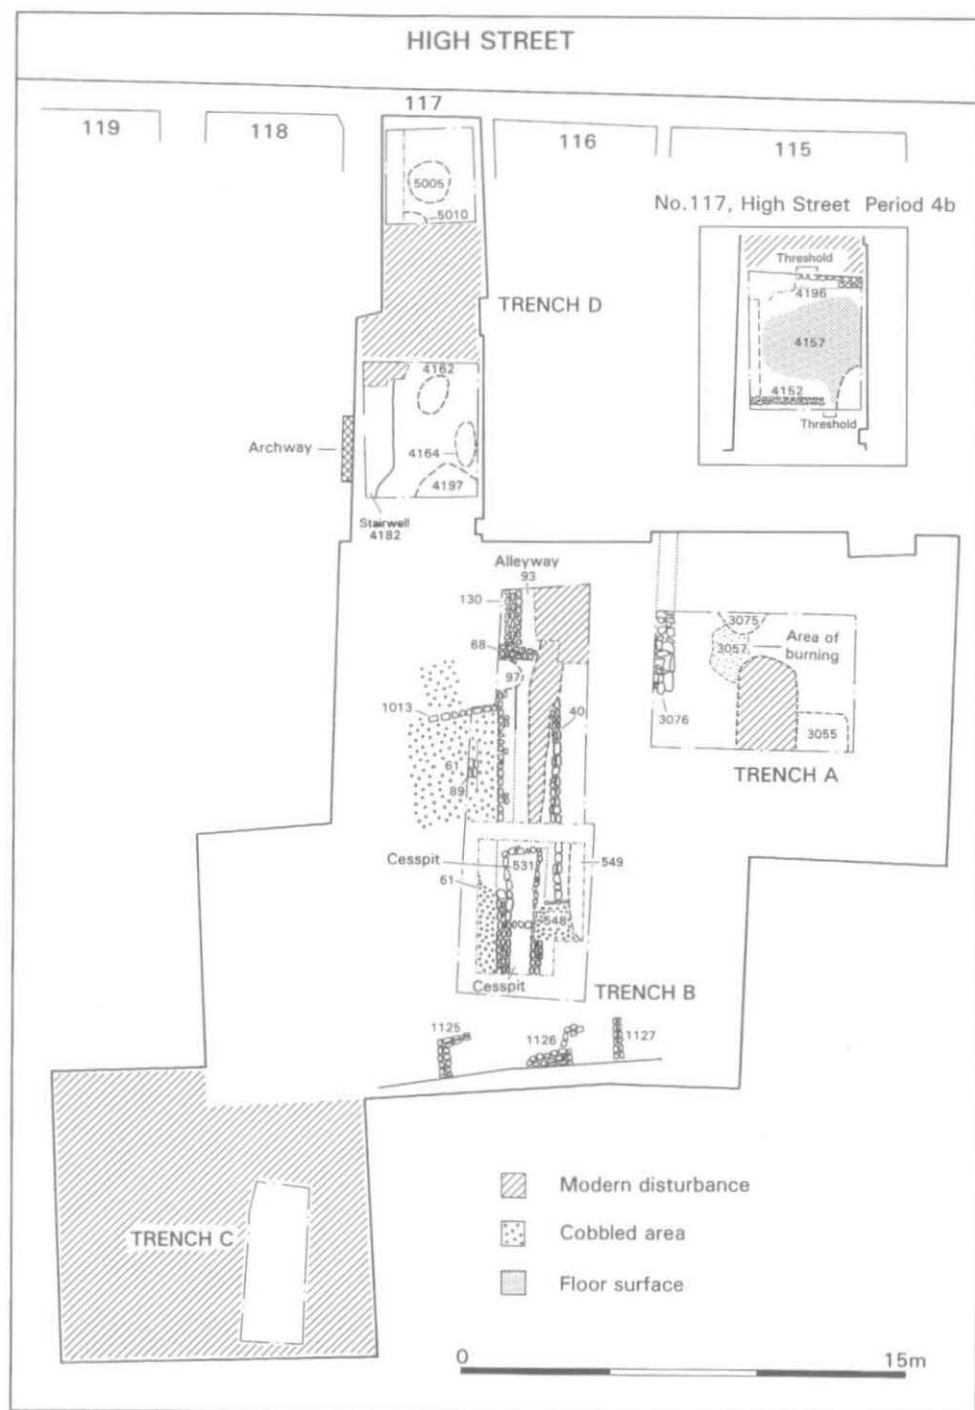 HIGH STREET
119
118
117
116
115
5005
5010
No.117, High Street Period 4b
Threshold
4196
4157
4152
Threshold
TRENCH D
4162
Archway
4164
4197
Stairwell
4182
Alleyway
93
130
68
97
1013
40
61
89
3075
3057
Area of
burning
3076
3055
TRENCH A
Cesspit
531
549
61
548
Cesspit
TRENCH B
1125
1126
1127
TRENCH C
Modern disturbance
Cobbled area
Floor surface
0
15m